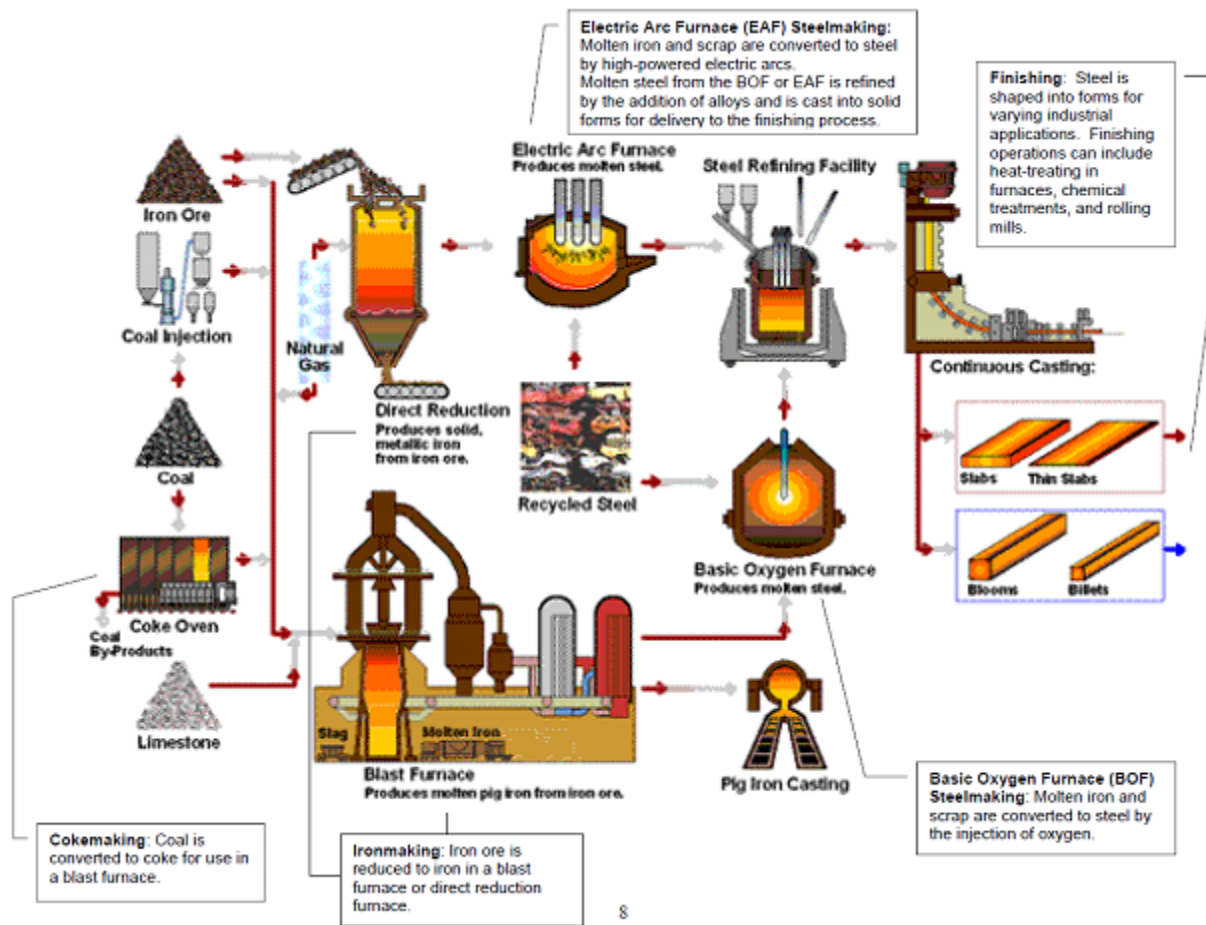 Electric Arc Furnace (EAF) Steelmaking:
Molten iron and scrap are converted to steel
by high-powered electric arcs.
Molten steel from the BOF or EAF is refined
by the addition of alloys and is cast into solid
forms for delivery to the finishing process.
Finishing: Steel is
shaped into forms for
varying industrial
applications. Finishing
operations can include
heat-treating in
furnaces, chemical
treatments, and rolling
mills.
Electric Arc Furnace
Produces molten steel.
Steel Refining Facility
Iron Ore
Coal Injection
Natural
Gas
Continuous Casting:
Direct Reduction
Produces solid,
metallic iron
from iron ore.
Coal
Slabs
Thin Slabs
Recycled Steel
Basic Oxygen Furnace
Produces molten steel.
Blooms
Billets
Coke Oven
Coal
By-Products
Limestone
Slag
Molten Iron
Blast Furnace
Produces molten pig iron from iron ore.
Pig Iron Casting
Basic Oxygen Furnace (BOF)
Steelmaking: Molten iron and
scrap are converted to steel by
the injection of oxygen.
Cokemaking: Coal is
converted to coke for use in
a blast furnace.
Ironmaking: Iron ore is
reduced to iron in a blast
furnace or direct reduction
furnace.
8